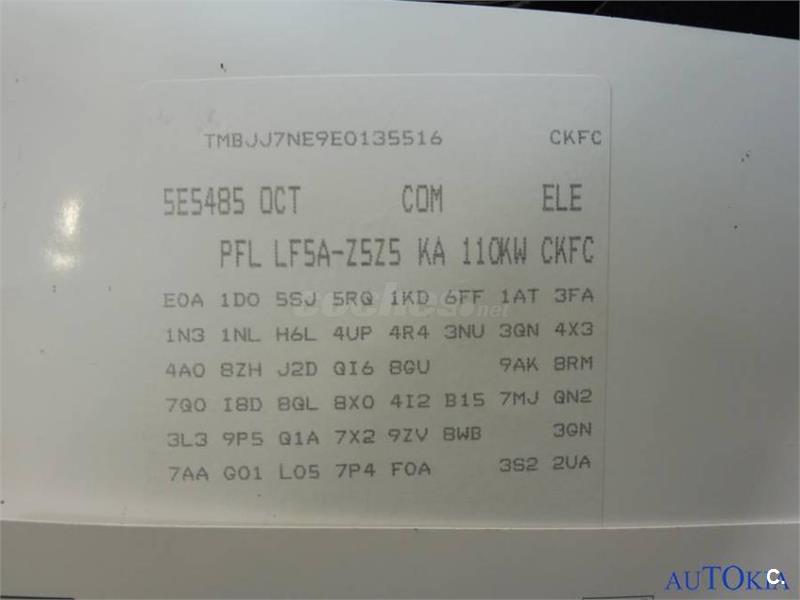 TMBJJ7NE9E0135516 CKFC
5E5485 OCT COM ELE
PFL LF5A-Z5Z5 KA 110KW CKFC
E0A 1D0 5SJ 5RQ 1KD 6FF 1AT 3FA
coches.net
1N3 1NL H6L 4UP 4R4 3NU 3GN 4X3
4A0 8ZH J2D QI6 8GU 9AK 8RM
7Q0 I8D 8QL 8X0 4I2 B15 7MJ QN2
3L3 9P5 Q1A 7X2 9ZV 8WB 3GN
7AA G01 L05 7P4 F0A 3S2 2UA
AUTOKIA
c.